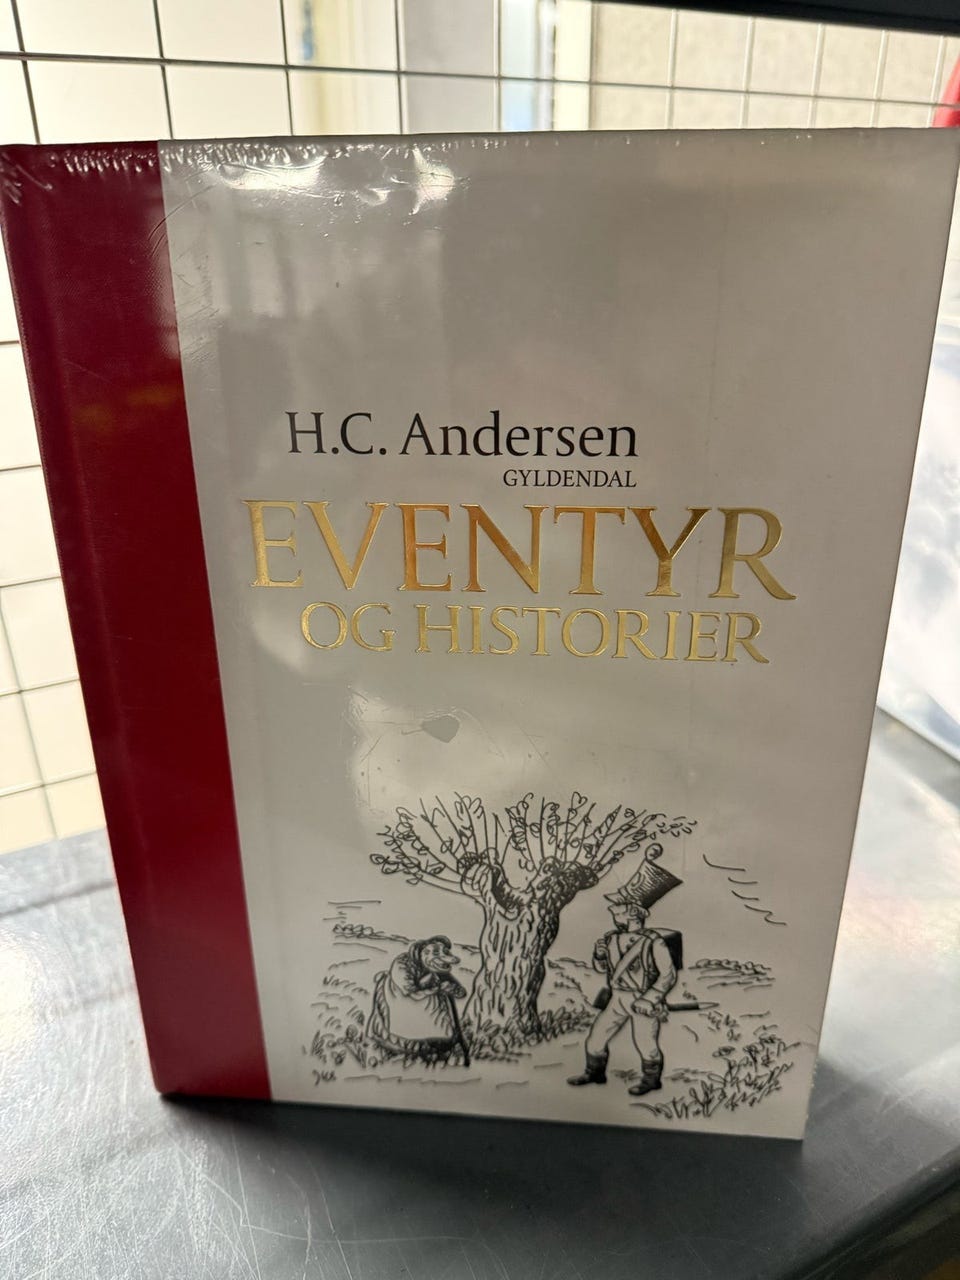 H.C. Andersen
GYLDENDAL
EVENTYR
OG HISTORIER